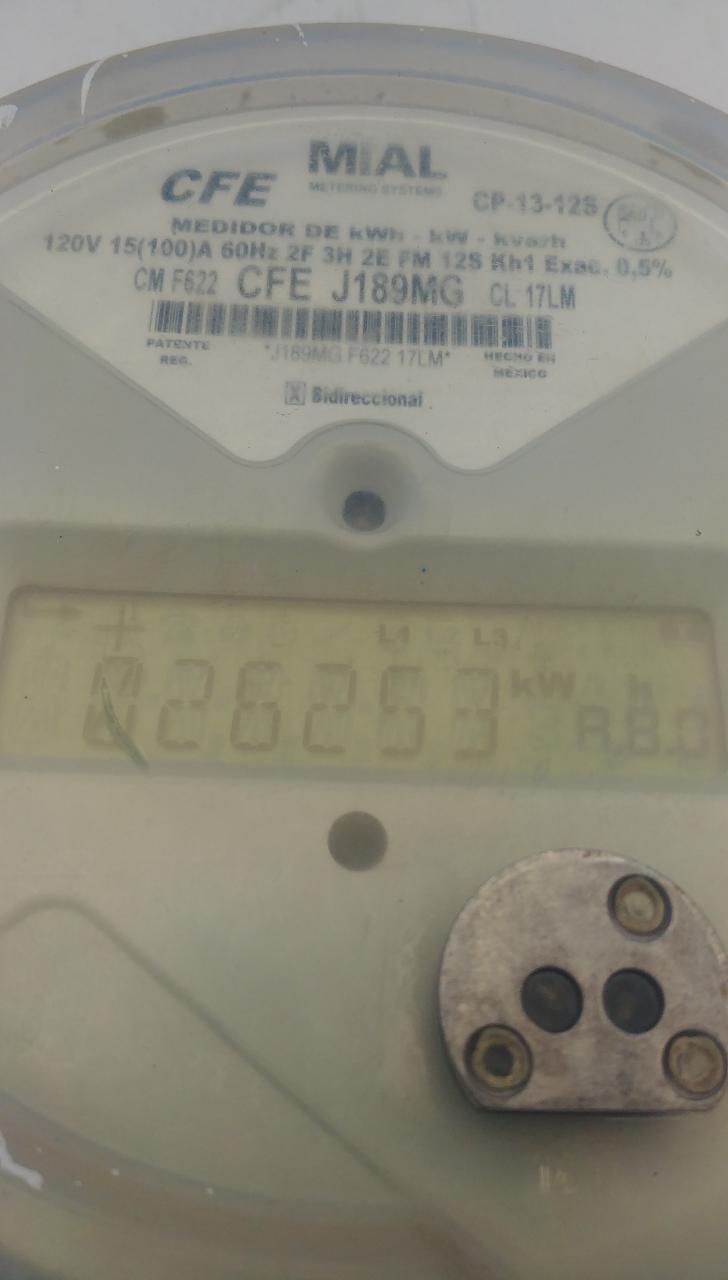 MIAL
METERING SYSTEMS
CFE
CP-13-12S
MEDIDOR DE kWh - kW - kvarh
120V 15(100)A 60Hz 2F 3H 2E FM 12S Kh1 Exac. 0,5%
CM F622 CFE J189MG CL 17LM
PATENTE REG.
*J189MG F622 17LM*
HECHO EN MÉXICO
X Bidireccional
L1 L3
026253 kW h
R.B.0